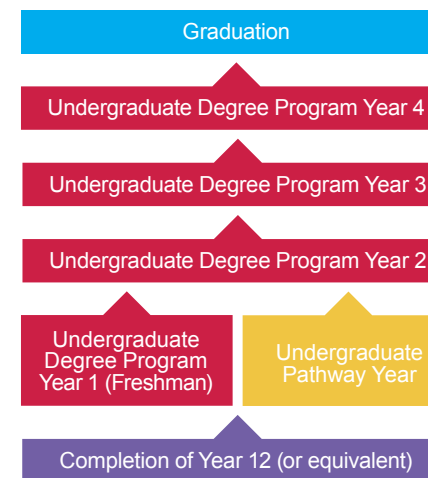 Graduation
Undergraduate Degree Program Year 4
Undergraduate Degree Program Year 3
Undergraduate Degree Program Year 2
Undergraduate
Degree Program
Year 1 (Freshman)
Undergraduate
Pathway Year
Completion of Year 12 (or equivalent)